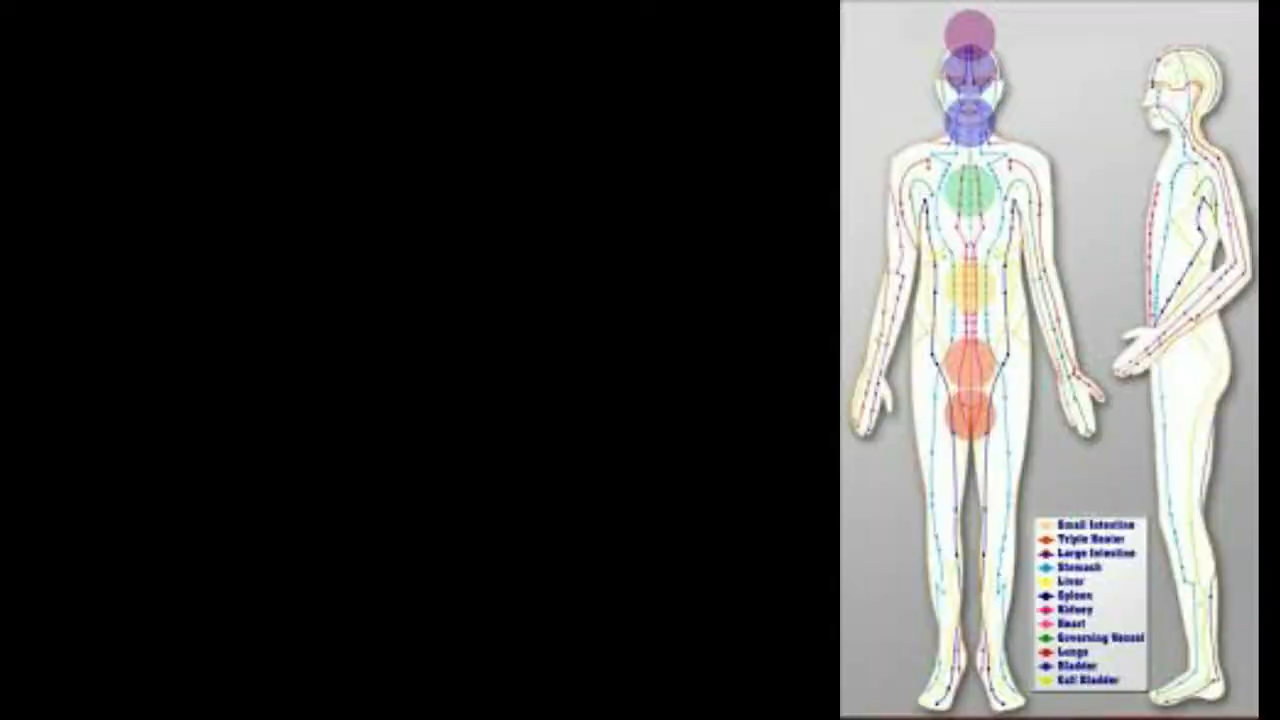 Small Intestine
Triple Heater
Large Intestine
Stomach
Liver
Spleen
Kidney
Heart
Governing Vessel
Lungs
Bladder
Gall Bladder